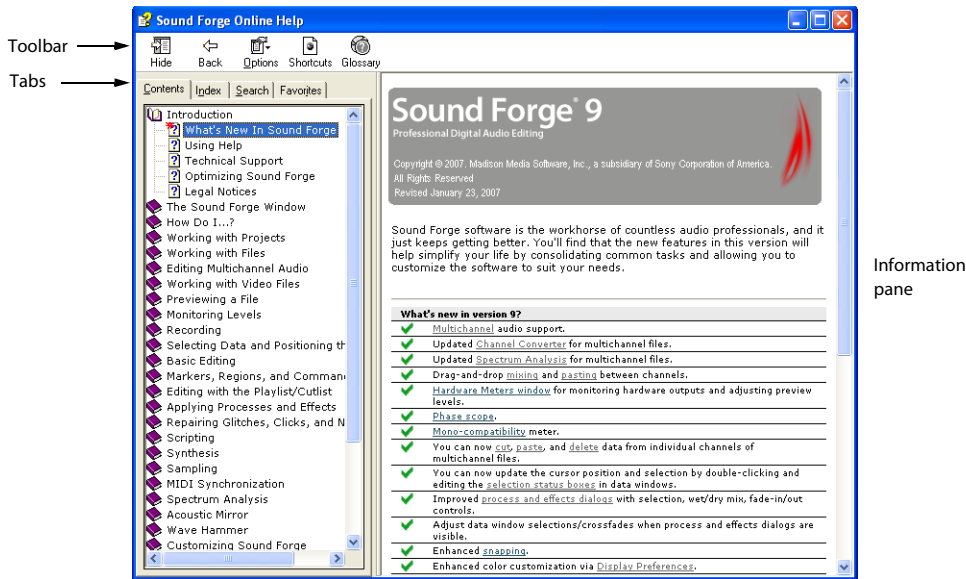 Sound Forge Online Help
Toolbar
Hide
Back
Options
Shortcuts
Glossary
Tabs
Contents
Index
Search
Favorites
Introduction
What's New In Sound Forge
Using Help
Technical Support
Optimizing Sound Forge
Legal Notices
The Sound Forge Window
How Do I...?
Working with Projects
Working with Files
Editing Multichannel Audio
Working with Video Files
Previewing a File
Monitoring Levels
Recording
Selecting Data and Positioning th
Basic Editing
Markers, Regions, and Comman
Editing with the Playlist/Cutlist
Applying Processes and Effects
Repairing Glitches, Clicks, and N
Scripting
Synthesis
Sampling
MIDI Synchronization
Spectrum Analysis
Acoustic Mirror
Wave Hammer
Customizing Sound Forge
Sound Forge® 9
Professional Digital Audio Editing
Copyright © 2007. Madison Media Software, Inc., a subsidiary of Sony Corporation of America.
All Rights Reserved
Revised January 23, 2007
Sound Forge software is the workhorse of countless audio professionals, and it
just keeps getting better. You'll find that the new features in this version will
help simplify your life by consolidating common tasks and allowing you to
customize the software to suit your needs.
What's new in version 9?
Multichannel audio support.
Updated Channel Converter for multichannel files.
Updated Spectrum Analysis for multichannel files.
Drag-and-drop mixing and pasting between channels.
Hardware Meters window for monitoring hardware outputs and adjusting preview
levels.
Phase scope.
Mono-compatibility meter.
You can now cut, paste, and delete data from individual channels of
multichannel files.
You can now update the cursor position and selection by double-clicking and
editing the selection status boxes in data windows.
Improved process and effects dialogs with selection, wet/dry mix, fade-in/out
controls.
Adjust data window selections/crossfades when process and effects dialogs are
visible.
Enhanced snapping.
Enhanced color customization via Display Preferences.
Information
pane